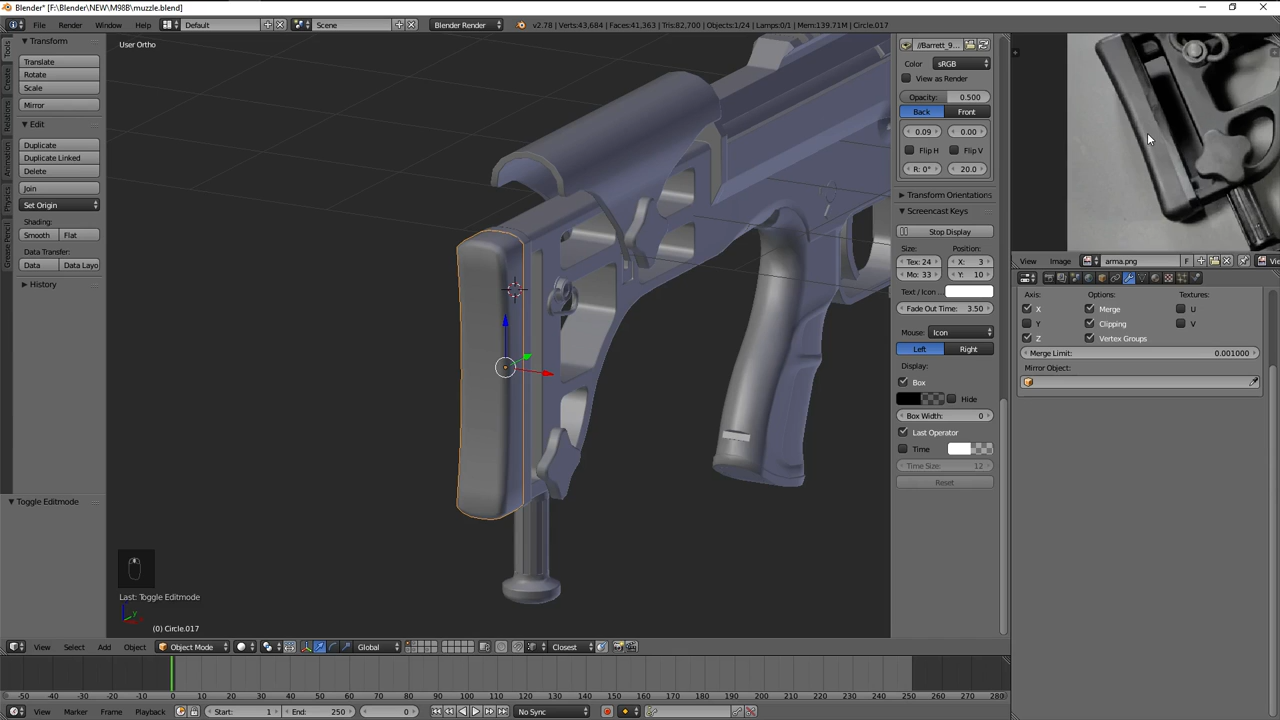 Blender* [F:\Blender\NEW\M98B\muzzle.blend]
File Render Window Help Default Scene Blender Render v2.78 | Verts:43,684 | Faces:41,363 | Tris:82,700 | Objects:1/24 | Lamps:0/1 | Mem:139.71M | Circle.017
Tools
Create
Relations
Animation
Physics
Grease Pencil
Transform
Translate
Rotate
Scale
Mirror
Edit
Duplicate
Duplicate Linked
Delete
Join
Set Origin
Shading:
Smooth Flat
Data Transfer:
Data Data Layo
History
Toggle Editmode
User Ortho
Last: Toggle Editmode
(0) Circle.017
//Barrett_9...
Color sRGB
View as Render
Opacity: 0.500
Back Front
0.09 0.00
Flip H Flip V
R: 0° 20.0
Transform Orientations
Screencast Keys
Stop Display
Size: Position:
Tex: 24 X: 3
Mo: 33 Y: 10
Text / Icon ...
Fade Out Time: 3.50
Mouse: Icon
Left Right
Display:
Box
Hide
Box Width: 0
Last Operator
Time
Time Size: 12
Reset
View Image arma.png F Vie
Axis: Options: Textures:
X Merge U
Y Clipping V
Z Vertex Groups
Merge Limit: 0.001000
Mirror Object:
View Select Add Object Object Mode Global Closest
-50 -40 -30 -20 -10 0 10 20 30 40 50 60 70 80 90 100 110 120 130 140 150 160 170 180 190 200 210 220 230 240 250 260 270 280
View Marker Frame Playback Start: 1 End: 250 0 No Sync